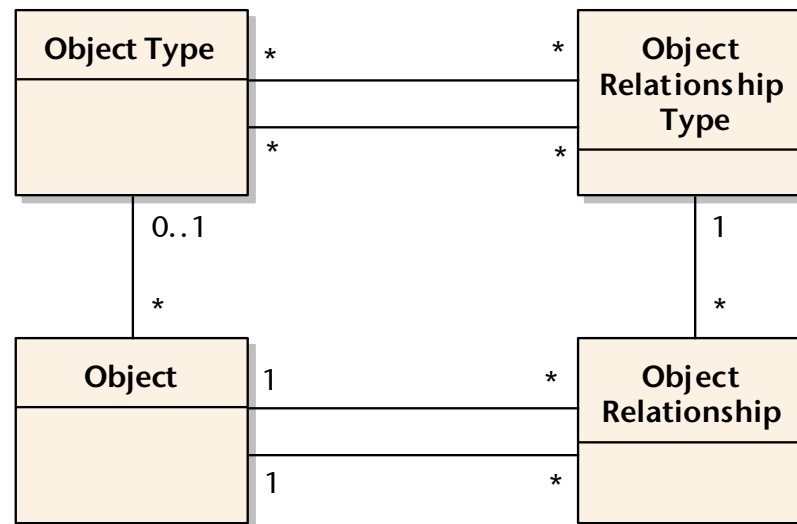 Object Type
*
*
Object
Relationship
Type
*
*
0..1
1
*
*
Object
1
*
Object
Relationship
1
*